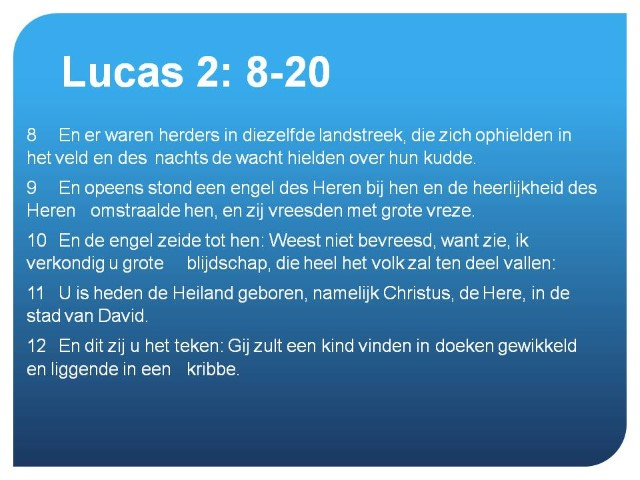 Lucas 2: 8-20
8 En er waren herders in diezelfde landstreek, die zich ophielden in
het veld en des nachts de wacht hielden over hun kudde.
9 En opeens stond een engel des Heren bij hen en de heerlijkheid des
Heren omstraalde hen, en zij vreesden met grote vreze.
10 En de engel zeide tot hen: Weest niet bevreesd, want zie, ik
verkondig u grote blijdschap, die heel het volk zal ten deel vallen:
11 U is heden de Heiland geboren, namelijk Christus, de Here, in de
stad van David.
12 En dit zij u het teken: Gij zult een kind vinden in doeken gewikkeld
en liggende in een kribbe.